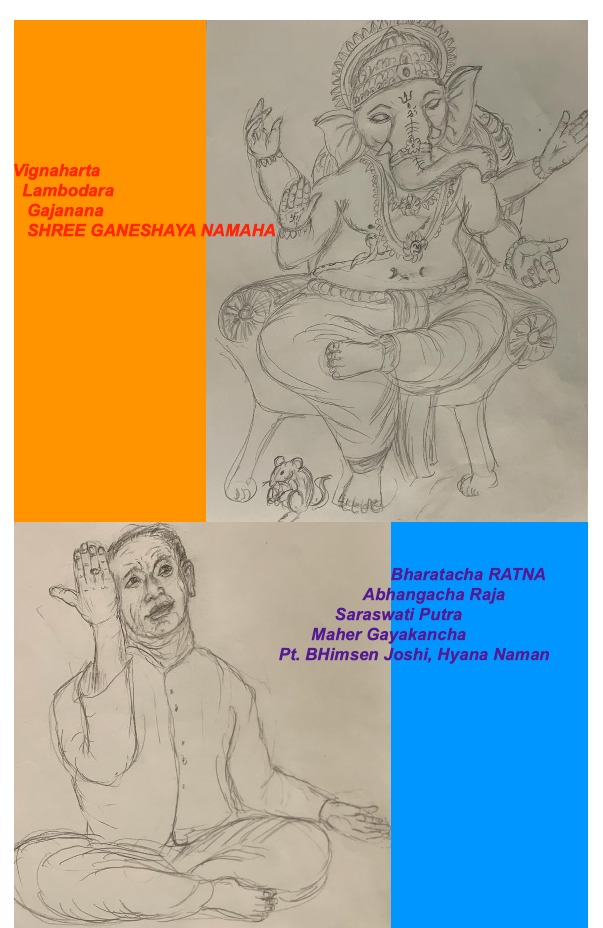 Vignaharta
Lambodara
Gajanana
SHREE GANESHAYA NAMAHA
Bharatacha RATNA
Abhangacha Raja
Saraswati Putra
Maher Gayakancha
Pt. BHimsen Joshi, Hyana Naman